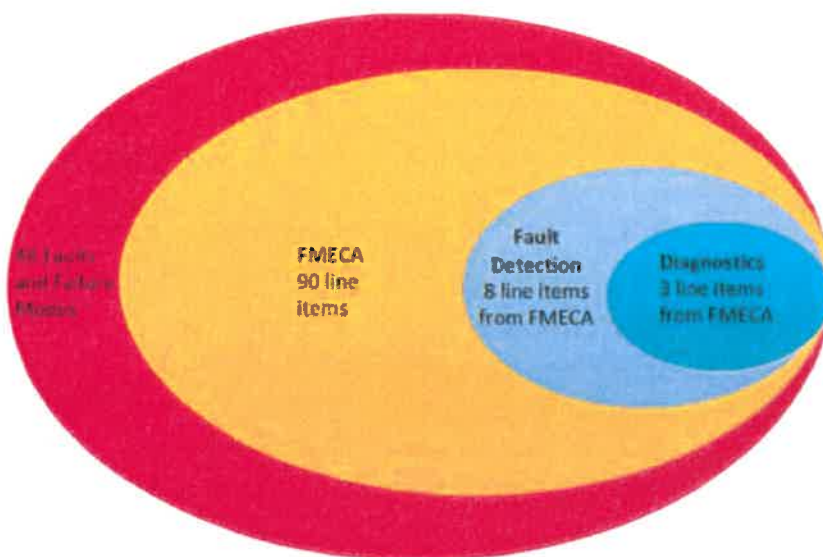 All Faults
and Failure
Modes
FMECA
90 line
items
Fault
Detection
8 line items
from FMECA
Diagnostics
3 line items
from FMECA